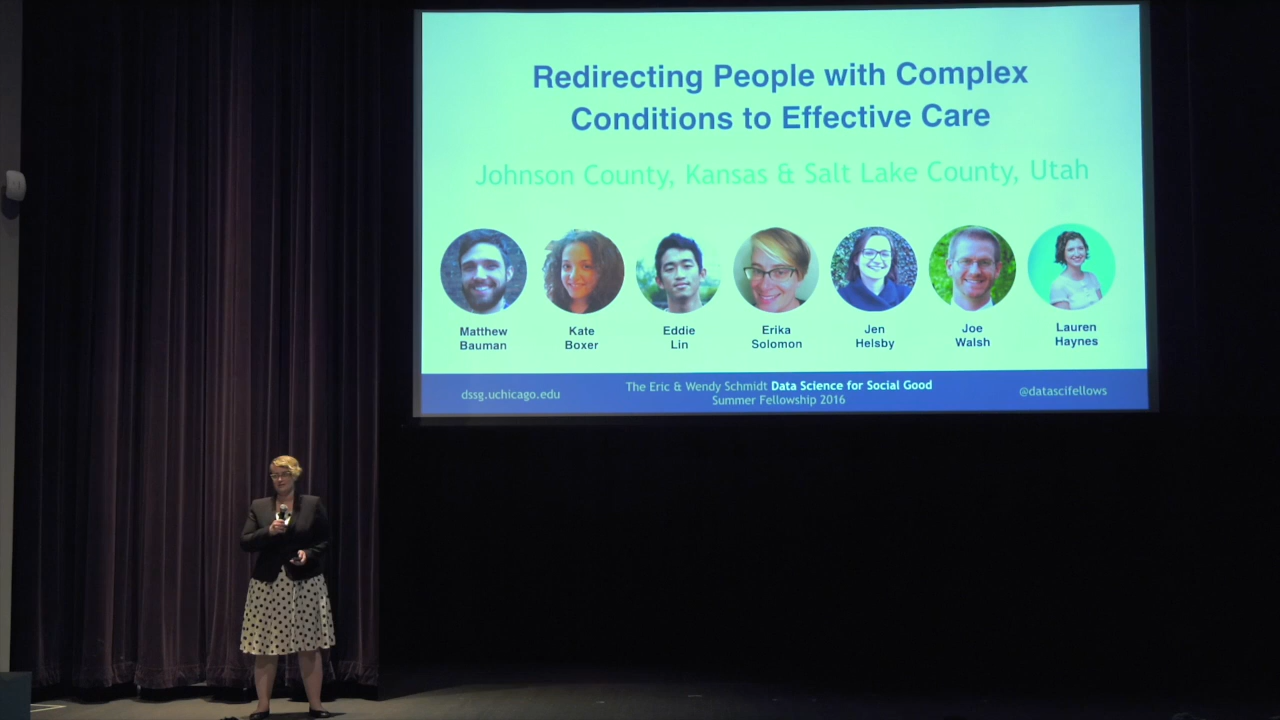 Redirecting People with Complex
Conditions to Effective Care
Johnson County, Kansas & Salt Lake County, Utah
Matthew
Bauman
Kate
Boxer
Eddie
Lin
Erika
Solomon
Jen
Helsby
Joe
Walsh
Lauren
Haynes
dssg.uchicago.edu
The Eric & Wendy Schmidt Data Science for Social Good
Summer Fellowship 2016
@datascifellows